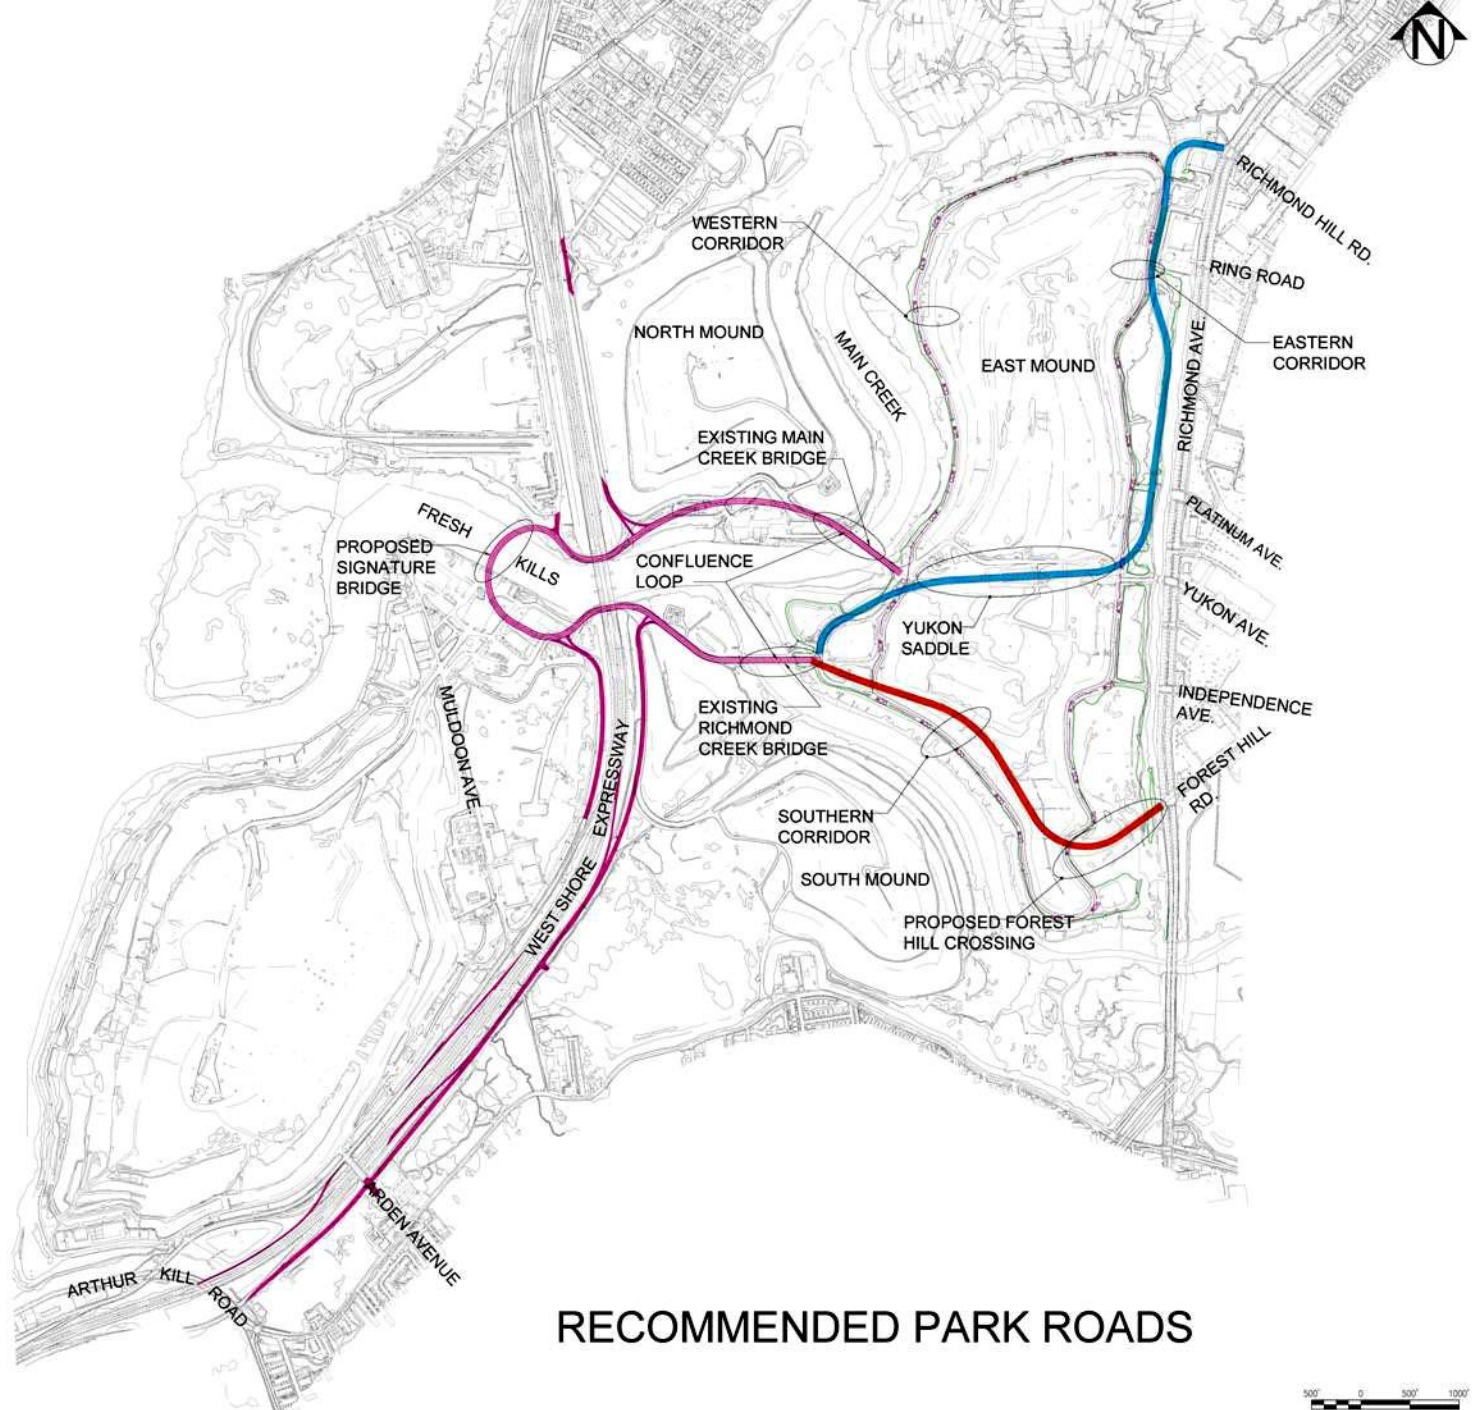 N
RICHMOND HILL RD.
WESTERN
CORRIDOR
RING ROAD
NORTH MOUND
MAIN CREEK
EAST MOUND
RICHMOND AVE.
EASTERN
CORRIDOR
EXISTING MAIN
CREEK BRIDGE
FRESH
KILLS
PLATINUM AVE.
PROPOSED
SIGNATURE
BRIDGE
CONFLUENCE
LOOP
YUKON AVE.
YUKON
SADDLE
MULDOON AVE.
EXISTING
RICHMOND
CREEK BRIDGE
INDEPENDENCE
AVE.
FOREST HILL
RD.
WEST SHORE
EXPRESSWAY
SOUTHERN
CORRIDOR
SOUTH MOUND
PROPOSED FOREST
HILL CROSSING
ARDEN AVENUE
ARTHUR KILL ROAD
RECOMMENDED PARK ROADS
500' 0 500' 1000'